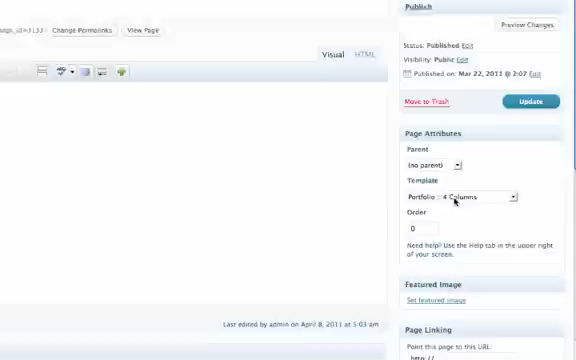 Publish
Preview Changes
Change Permalinks View Page
Status: Published Edit
Visual HTML
Visibility: Public Edit
Published on: Mar 22, 2011 @ 2:07 Edit
Move to Trash Update
Page Attributes
Parent
(no parent)
Template
Portfolio :: 4 Columns
Order
0
Need help? Use the Help tab in the upper right
of your screen.
Featured Image
Set featured image
Last edited by admin on April 8, 2011 at 5:03 am
Page Linking
Point this page to this URL:
http://